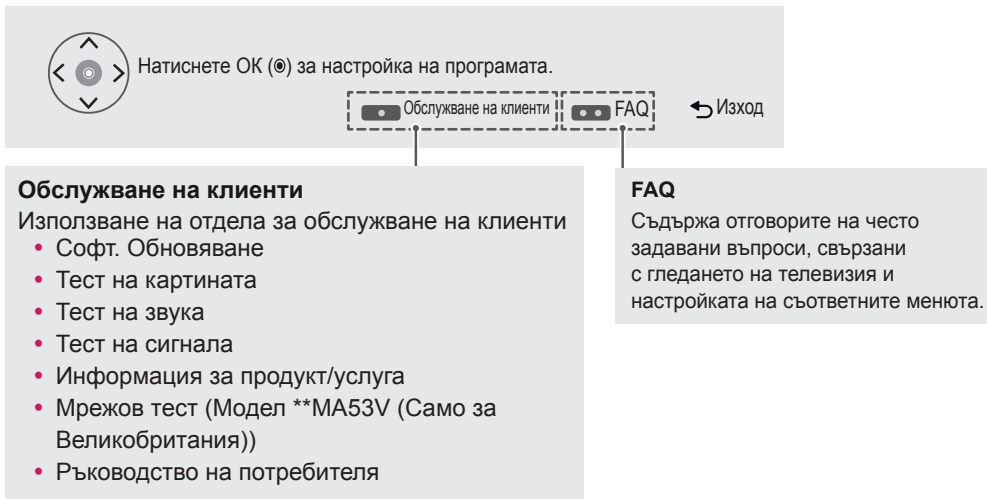 Натиснете ОК (◉) за настройка на програмата.
Обслужване на клиенти
FAQ
Изход
Обслужване на клиенти
Използване на отдела за обслужване на клиенти
• Софт. Обновяване
• Тест на картината
• Тест на звука
• Тест на сигнала
• Информация за продукт/услуга
• Мрежов тест (Модел **MA53V (Само за
Великобритания))
• Ръководство на потребителя
FAQ
Съдържа отговорите на често
задавани въпроси, свързани
с гледането на телевизия и
настройката на съответните менюта.